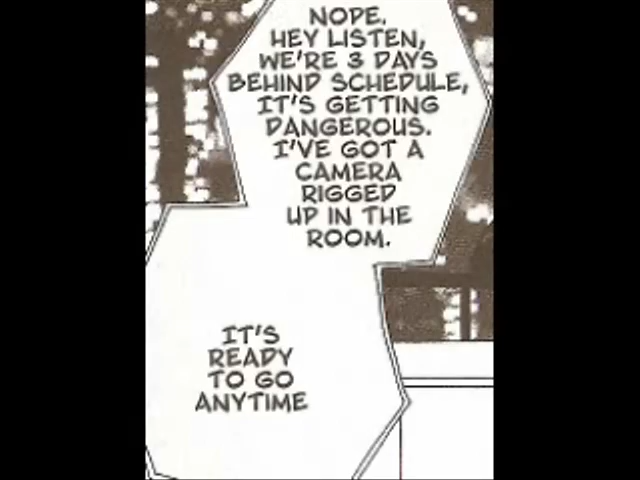 NOPE.
HEY LISTEN,
WE'RE 3 DAYS
BEHIND SCHEDULE,
IT'S GETTING
DANGEROUS.
I'VE GOT A
CAMERA
RIGGED
UP IN THE
ROOM.
IT'S
READY
TO GO
ANYTIME